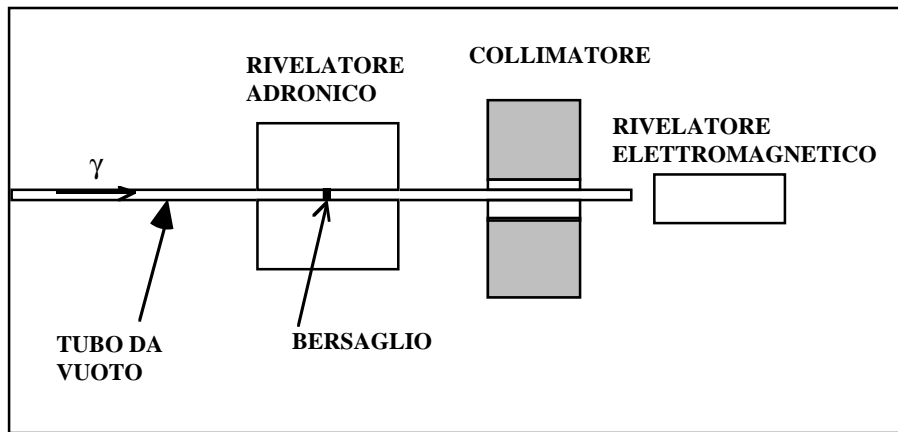 COLLIMATORE
RIVELATORE
ADRONICO
RIVELATORE
ELETTROMAGNETICO
γ
TUBO DA
VUOTO
BERSAGLIO